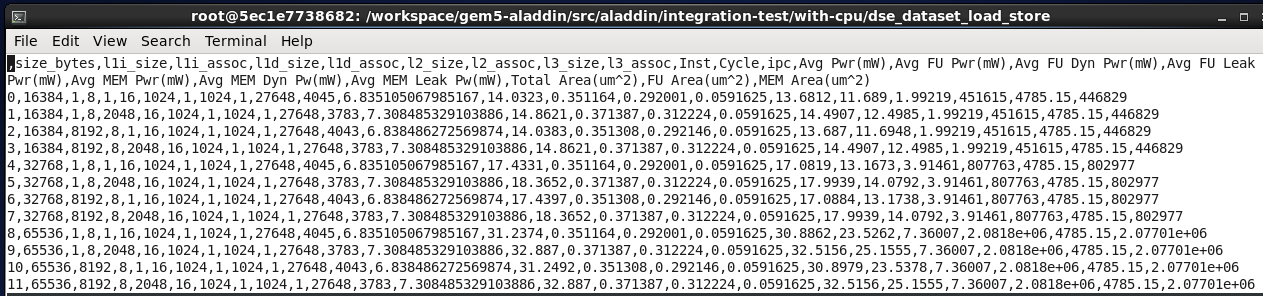 root@5ec1e7738682: /workspace/gem5-aladdin/src/aladdin/integration-test/with-cpu/dse_dataset_load_store
File Edit View Search Terminal Help
,size_bytes,l1i_size,l1i_assoc,l1d_size,l1d_assoc,l2_size,l2_assoc,l3_size,l3_assoc,Inst,Cycle,ipc,Avg Pwr(mW),Avg FU Pwr(mW),Avg FU Dyn Pwr(mW),Avg FU Leak
Pwr(mW),Avg MEM Pwr(mW),Avg MEM Dyn Pw(mW),Avg MEM Leak Pw(mW),Total Area(um^2),FU Area(um^2),MEM Area(um^2)
0,16384,1,8,1,16,1024,1,1024,1,27648,4045,6.835105067985167,14.0323,0.351164,0.292001,0.0591625,13.6812,11.689,1.99219,451615,4785.15,446829
1,16384,1,8,2048,16,1024,1,1024,1,27648,3783,7.308485329103886,14.8621,0.371387,0.312224,0.0591625,14.4907,12.4985,1.99219,451615,4785.15,446829
2,16384,8192,8,1,16,1024,1,1024,1,27648,4043,6.838486272569874,14.0383,0.351308,0.292146,0.0591625,13.687,11.6948,1.99219,451615,4785.15,446829
3,16384,8192,8,2048,16,1024,1,1024,1,27648,3783,7.308485329103886,14.8621,0.371387,0.312224,0.0591625,14.4907,12.4985,1.99219,451615,4785.15,446829
4,32768,1,8,1,16,1024,1,1024,1,27648,4045,6.835105067985167,17.4331,0.351164,0.292001,0.0591625,17.0819,13.1673,3.91461,807763,4785.15,802977
5,32768,1,8,2048,16,1024,1,1024,1,27648,3783,7.308485329103886,18.3652,0.371387,0.312224,0.0591625,17.9939,14.0792,3.91461,807763,4785.15,802977
6,32768,8192,8,1,16,1024,1,1024,1,27648,4043,6.838486272569874,17.4397,0.351308,0.292146,0.0591625,17.0884,13.1738,3.91461,807763,4785.15,802977
7,32768,8192,8,2048,16,1024,1,1024,1,27648,3783,7.308485329103886,18.3652,0.371387,0.312224,0.0591625,17.9939,14.0792,3.91461,807763,4785.15,802977
8,65536,1,8,1,16,1024,1,1024,1,27648,4045,6.835105067985167,31.2374,0.351164,0.292001,0.0591625,30.8862,23.5262,7.36007,2.0818e+06,4785.15,2.07701e+06
9,65536,1,8,2048,16,1024,1,1024,1,27648,3783,7.308485329103886,32.887,0.371387,0.312224,0.0591625,32.5156,25.1555,7.36007,2.0818e+06,4785.15,2.07701e+06
10,65536,8192,8,1,16,1024,1,1024,1,27648,4043,6.838486272569874,31.2492,0.351308,0.292146,0.0591625,30.8979,23.5378,7.36007,2.0818e+06,4785.15,2.07701e+06
11,65536,8192,8,2048,16,1024,1,1024,1,27648,3783,7.308485329103886,32.887,0.371387,0.312224,0.0591625,32.5156,25.1555,7.36007,2.0818e+06,4785.15,2.07701e+06